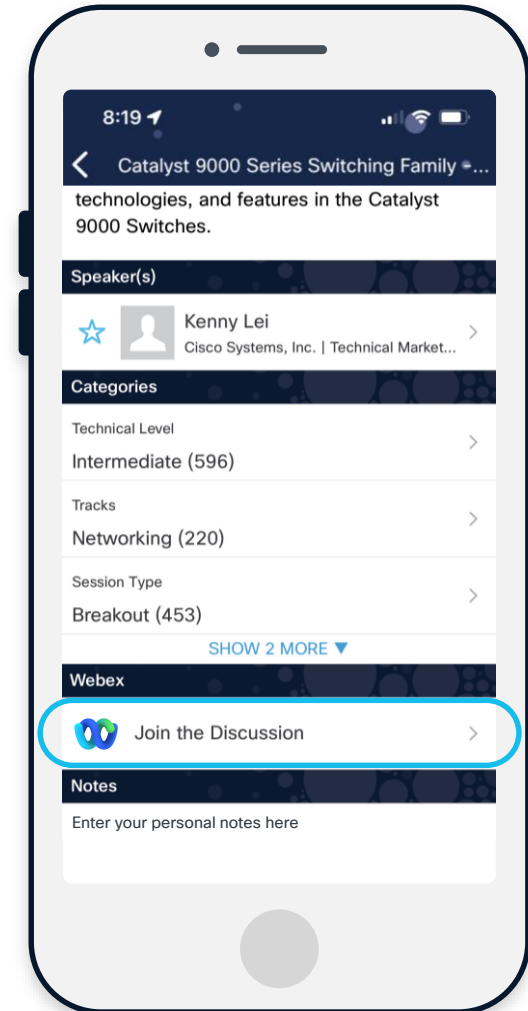 8:19
Catalyst 9000 Series Switching Family -...
technologies, and features in the Catalyst
9000 Switches.
Speaker(s)
Kenny Lei
Cisco Systems, Inc. | Technical Market...
Categories
Technical Level
Intermediate (596)
Tracks
Networking (220)
Session Type
Breakout (453)
SHOW 2 MORE ▼
Webex
Join the Discussion
Notes
Enter your personal notes here